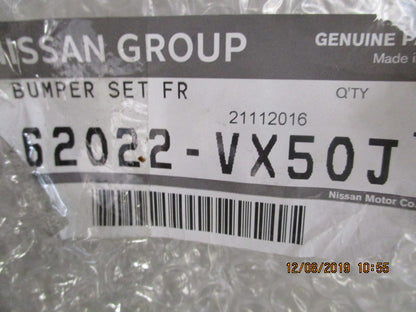 NISSAN GROUP
GENUINE
Made
BUMPER SET FR
Q'TY
21112016
62022-VX50J
Nissan Motor Co.
12/08/2019 10:55